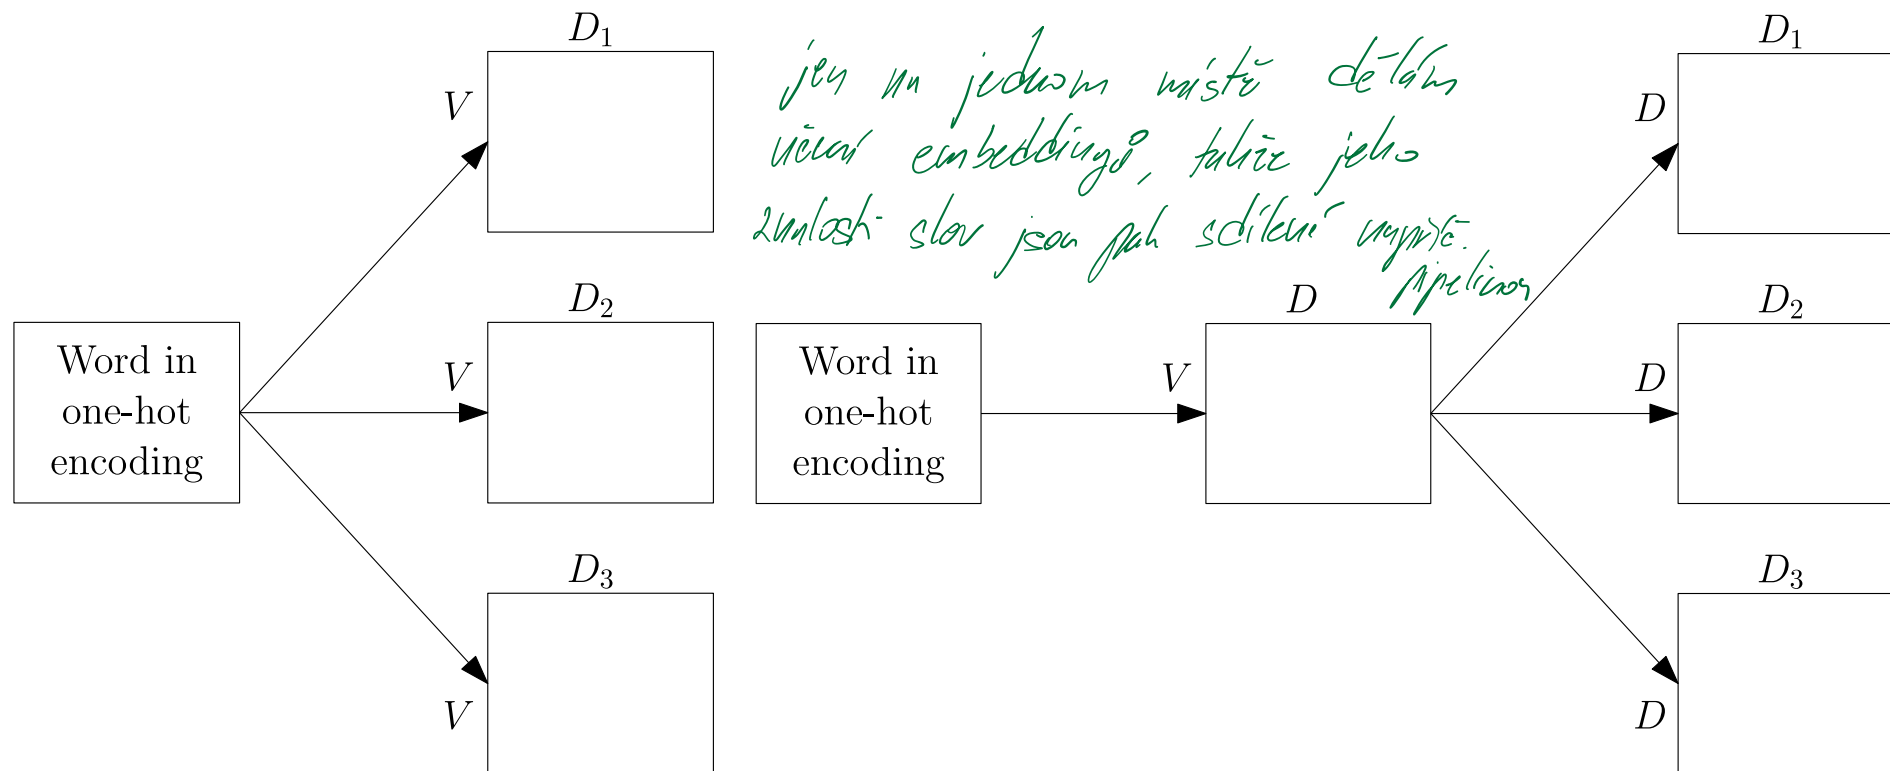 D₁
V
D₂
V
D₃
V
Word in
one-hot
encoding
jen na jednom místě dělám
učení embeddingů, takže jeho
znalosti slov jsou pak sdílené napříč
pipelinou
Word in
one-hot
encoding
V
D
D₁
D
D₂
D
D₃
D